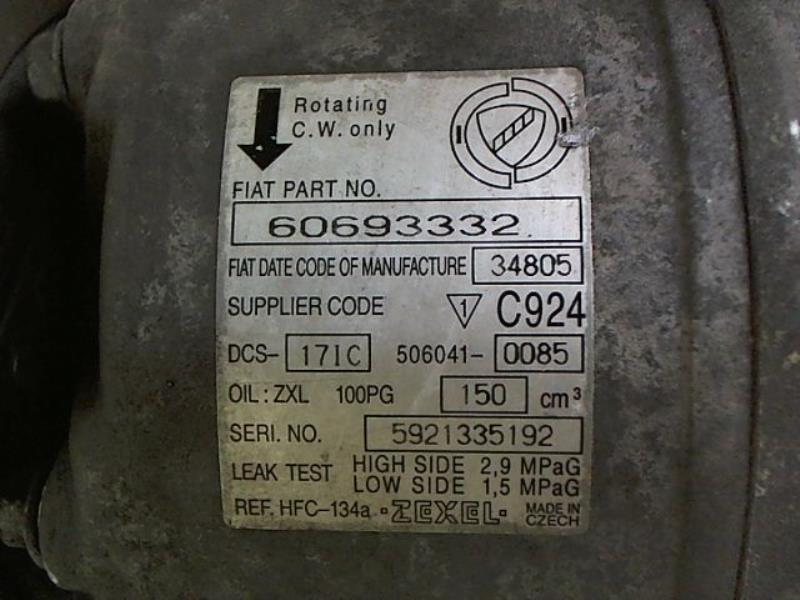 Rotating
C.W. only
FIAT PART NO.
60693332
FIAT DATE CODE OF MANUFACTURE 34805
SUPPLIER CODE 1 C924
DCS- 17IC 506041- 0085
OIL: ZXL 100PG 150 cm³
SERI. NO. 5921335192
LEAK TEST HIGH SIDE 2,9 MPaG
LOW SIDE 1,5 MPaG
REF. HFC-134a ZEXEL MADE IN
CZECH